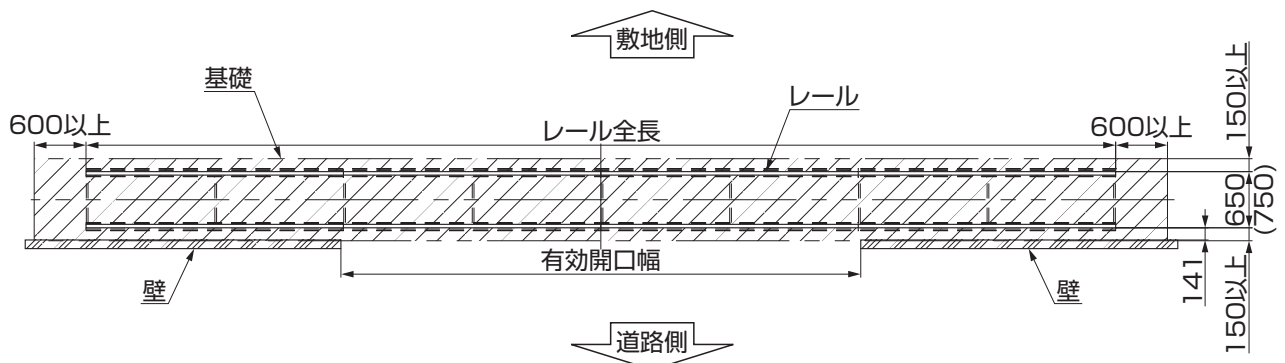 敷地側
基礎
レール
600以上
レール全長
600以上
150以上
650
(750)
141
150以上
有効開口幅
壁
壁
道路側